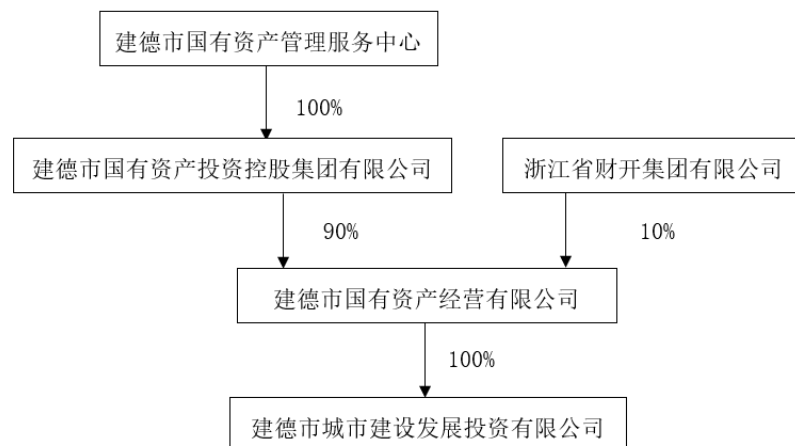 建德市国有资产管理服务中心
100%
建德市国有资产投资控股集团有限公司
浙江省财开集团有限公司
90%
10%
建德市国有资产经营有限公司
100%
建德市城市建设发展投资有限公司